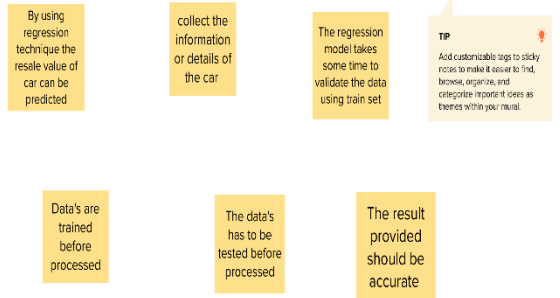 By using
regression
technique the
resale value of
car can be
predicted
collect the
information
or details of
the car
The regression
model takes
some time to
validate the data
using train set
TIP
Add customizable tags to sticky
notes to make it easier to find,
browse, organize, and
categorize important ideas as
themes within your mural.
Data's are
trained
before
processed
The data's
has to be
tested before
processed
The result
provided
should be
accurate